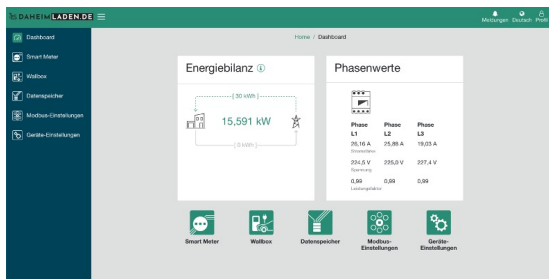 DAHEIMLADEN.DE
Meldungen Deutsch Profil
Dashboard
Smart Meter
Wallbox
Datenspeicher
Modbus-Einstellungen
Geräte-Einstellungen
Home / Dashboard
Energiebilanz
[ 30 kWh ]
15,591 kW
[ 0 kWh ]
Phasenwerte
Phase L1 Phase L2 Phase L3
26,16 A 25,86 A 19,03 A
Stromstärke
224,5 V 225,0 V 227,4 V
Spannung
0,99 0,99 0,99
Leistungsfaktor
Smart Meter
Wallbox
Datenspeicher
Modbus-Einstellungen
Geräte-Einstellungen